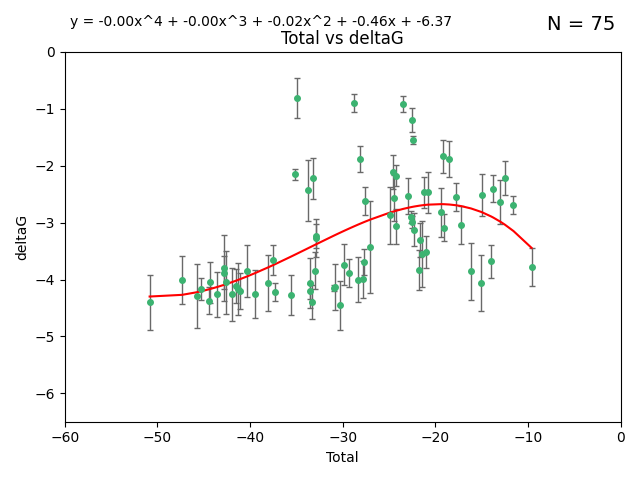 y = -0.00x^4 + -0.00x^3 + -0.02x^2 + -0.46x + -6.37
N = 75
Total vs deltaG
0
−1
−2
−3
−4
−5
−6
deltaG
−60
−50
−40
−30
−20
−10
0
Total